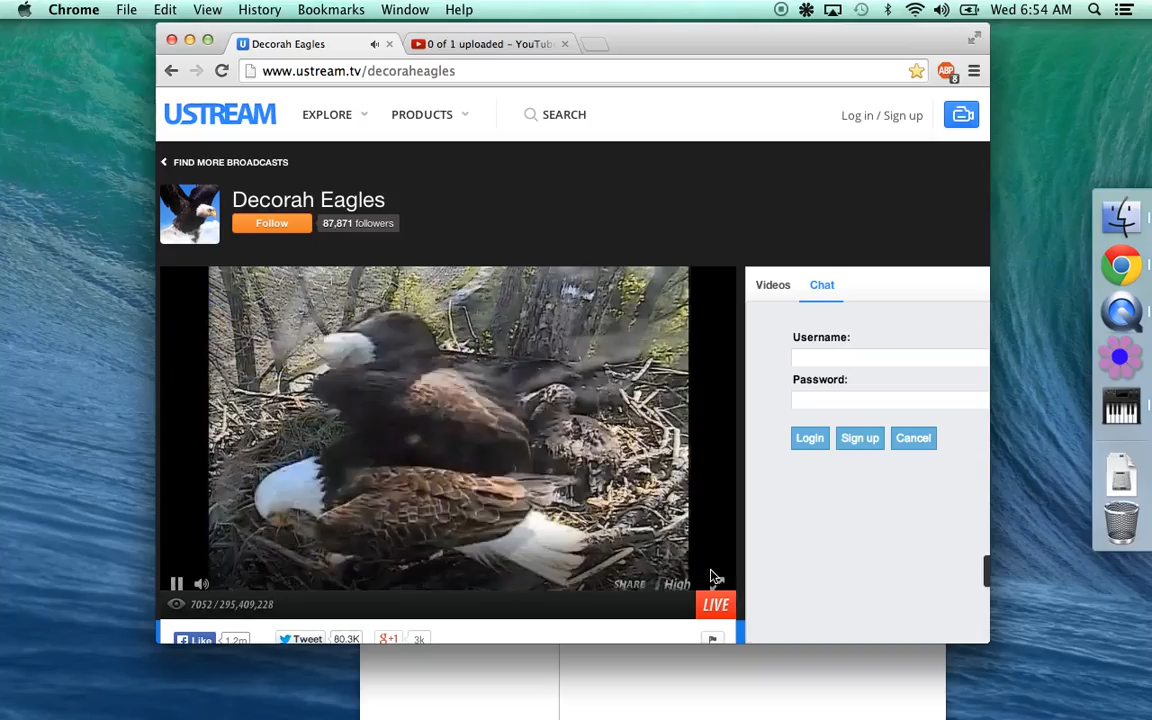 Chrome File Edit View History Bookmarks Window Help Wed 6:54 AM
Decorah Eagles 0 of 1 uploaded - YouTub
www.ustream.tv/decoraheagles ABP 8
USTREAM EXPLORE PRODUCTS SEARCH Log in / Sign up
FIND MORE BROADCASTS
Decorah Eagles
Follow 87,871 followers
Videos Chat
Username:
Password:
Login Sign up Cancel
SHARE High
7052 / 295,409,228 LIVE
Like 1.2m Tweet 80.3K g+1 3k